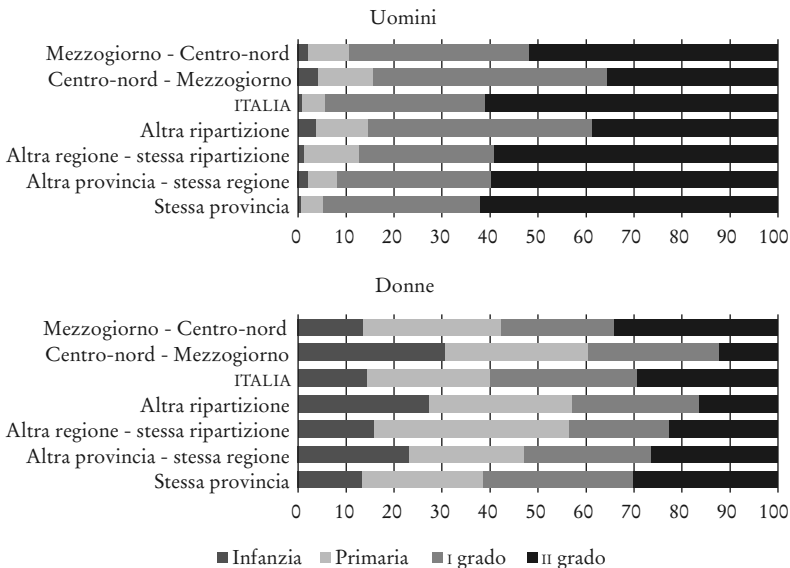 Uomini
Mezzogiorno - Centro-nord
Centro-nord - Mezzogiorno
ITALIA
Altra ripartizione
Altra regione - stessa ripartizione
Altra provincia - stessa regione
Stessa provincia
0 10 20 30 40 50 60 70 80 90 100
Donne
Mezzogiorno - Centro-nord
Centro-nord - Mezzogiorno
ITALIA
Altra ripartizione
Altra regione - stessa ripartizione
Altra provincia - stessa regione
Stessa provincia
0 10 20 30 40 50 60 70 80 90 100
Infanzia Primaria I grado II grado